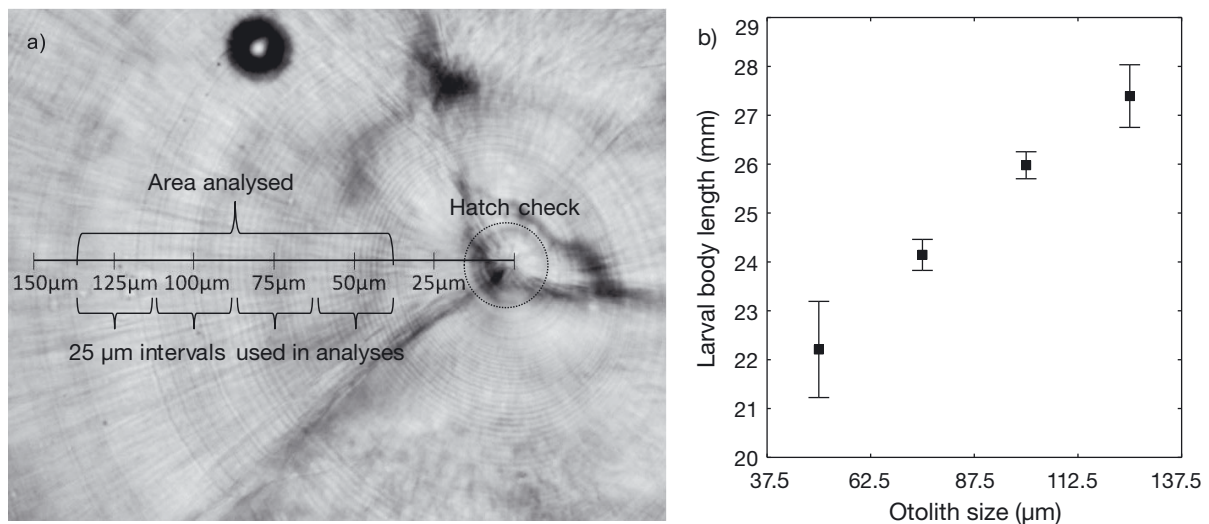 a)
Area analysed
Hatch check
150µm 125µm 100µm 75µm 50µm 25µm
25 µm intervals used in analyses
b)
Larval body length (mm)
29
28
27
26
25
24
23
22
21
20
37.5 62.5 87.5 112.5 137.5
Otolith size (µm)